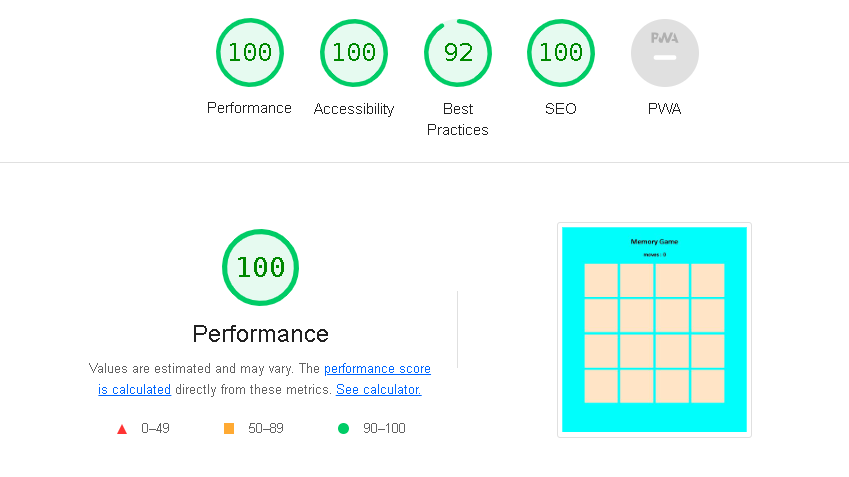 100
100
92
100
PWA
Performance
Accessibility
Best
Practices
SEO
PWA
100
Performance
Values are estimated and may vary. The performance score
is calculated directly from these metrics. See calculator.
0–49
50–89
90–100
Memory Game
moves : 0